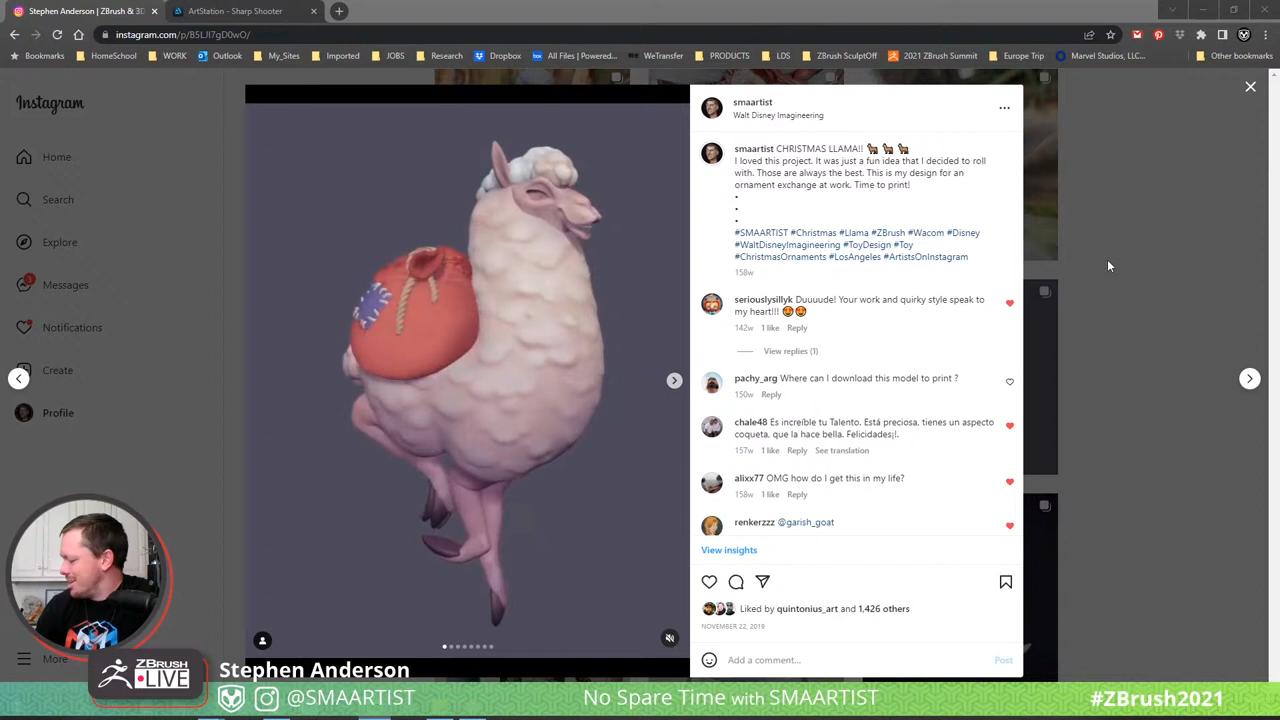 Stephen Anderson | ZBrush & 3D
ArtStation - Sharp Shooter
instagram.com/p/B5LJI7gD0wO/
Bookmarks HomeSchool WORK Outlook My_Sites Imported JOBS Research Dropbox All Files | Powered... WeTransfer PRODUCTS LDS ZBrush SculptOff 2021 ZBrush Summit Europe Trip Marvel Studios, LLC... Other bookmarks
Instagram
Home
Search
Explore
Messages
1
Notifications
Create
Profile
More
smaartist
Walt Disney Imagineering
smaartist CHRISTMAS LLAMA!! 🦙 🦙 🦙
I loved this project. It was just a fun idea that I decided to roll
with. Those are always the best. This is my design for an
ornament exchange at work. Time to print!
•
•
•
#SMAARTIST #Christmas #Llama #ZBrush #Wacom #Disney
#WaltDisneyImagineering #ToyDesign #Toy
#ChristmasOrnaments #LosAngeles #ArtistsOnInstagram
158w
seriouslysillyk Duuuude! Your work and quirky style speak to
my heart!!! 😍😍
142w 1 like Reply
View replies (1)
pachy_arg Where can I download this model to print ?
150w Reply
chale48 Es increíble tu Talento. Está preciosa, tienes un aspecto
coqueta, que la hace bella. Felicidades¡!.
157w 1 like Reply See translation
alixx77 OMG how do I get this in my life?
158w 1 like Reply
renkerzzz @garish_goat
View insights
Liked by quintonius_art and 1,426 others
NOVEMBER 22, 2019
Add a comment...
Post
ZBRUSH
LIVE
Stephen Anderson
@SMAARTIST
No Spare Time with SMAARTIST
#ZBrush2021